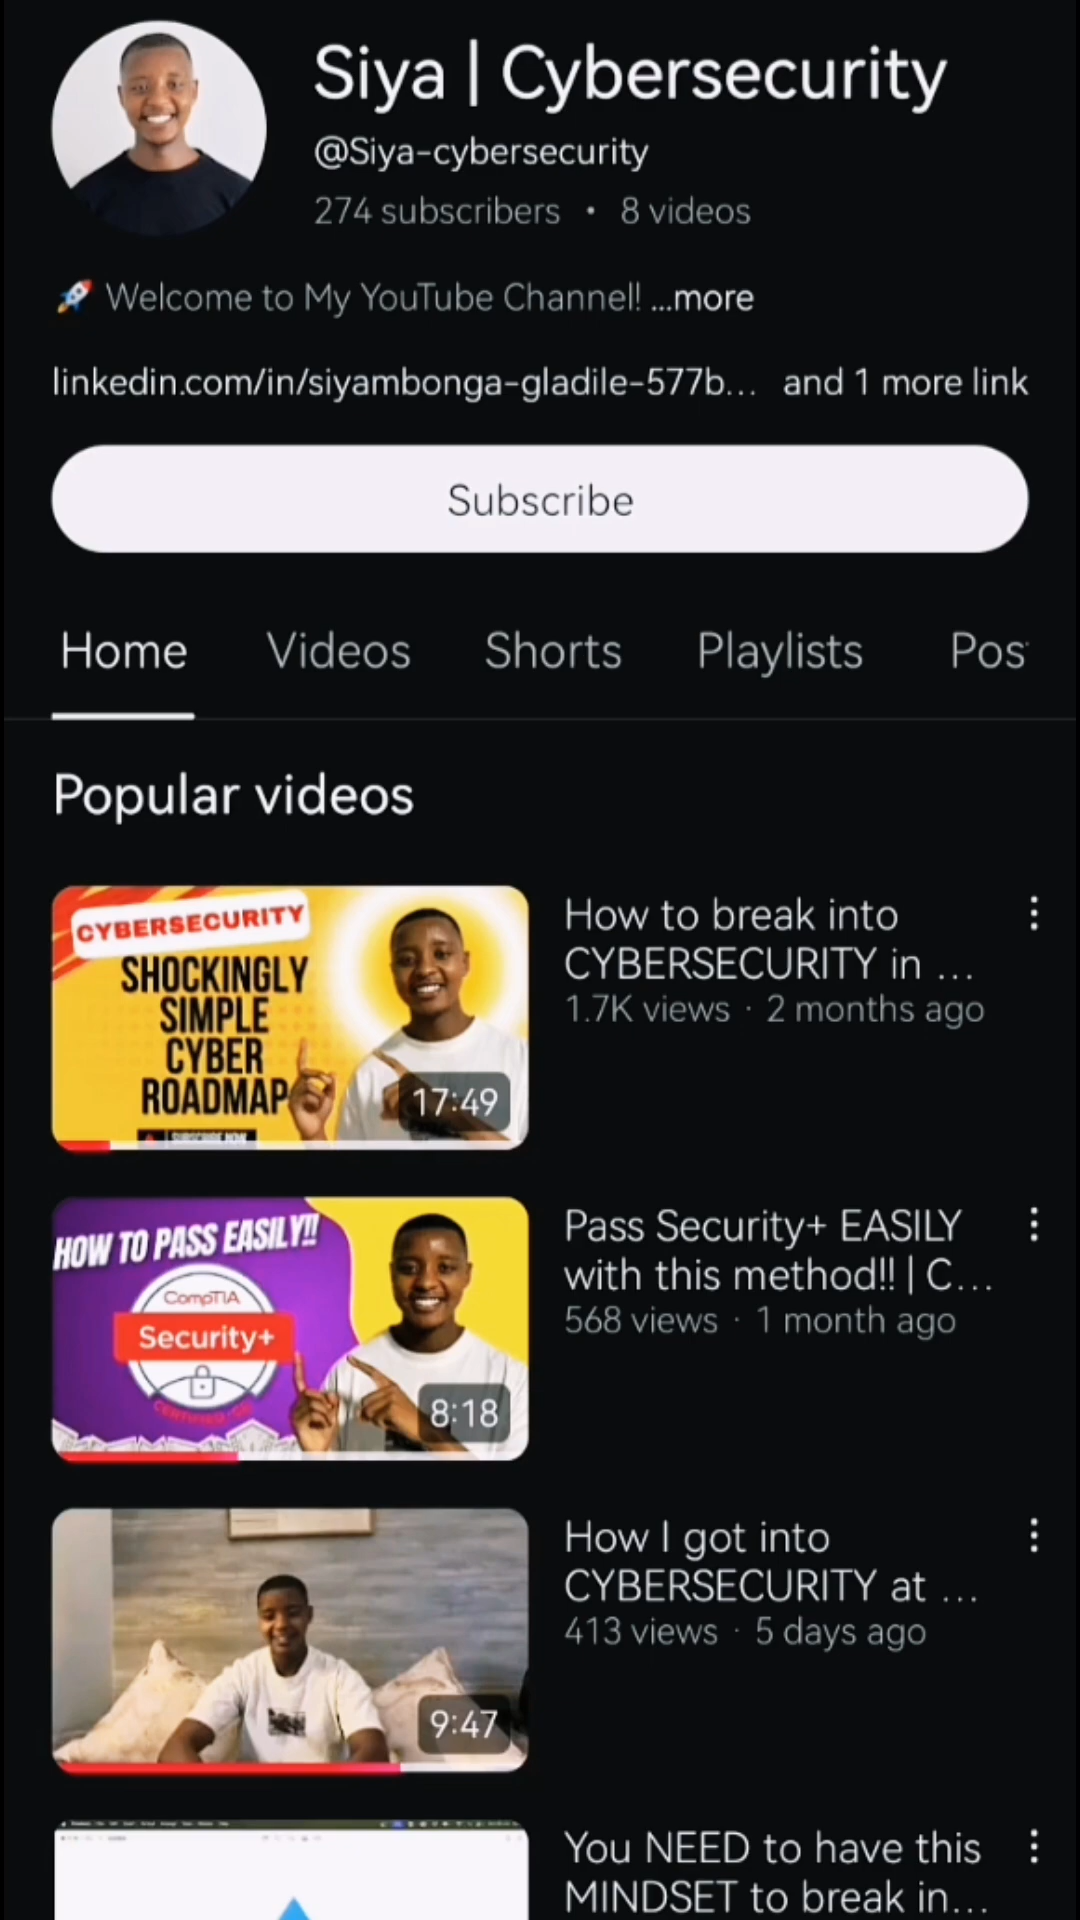 Siya | Cybersecurity
@Siya-cybersecurity
274 subscribers • 8 videos
🚀 Welcome to My YouTube Channel! ...more
linkedin.com/in/siyambonga-gladile-577b... and 1 more link
Subscribe
Home Videos Shorts Playlists Pos
Popular videos
CYBERSECURITY
SHOCKINGLY
SIMPLE
CYBER
ROADMAP
SUBSCRIBE NOW
17:49
How to break into
CYBERSECURITY in ...
1.7K views · 2 months ago
HOW TO PASS EASILY!!
CompTIA
Security+
CERTIFIED CE
8:18
Pass Security+ EASILY
with this method!! | C...
568 views · 1 month ago
9:47
How I got into
CYBERSECURITY at ...
413 views · 5 days ago
You NEED to have this
MINDSET to break in...